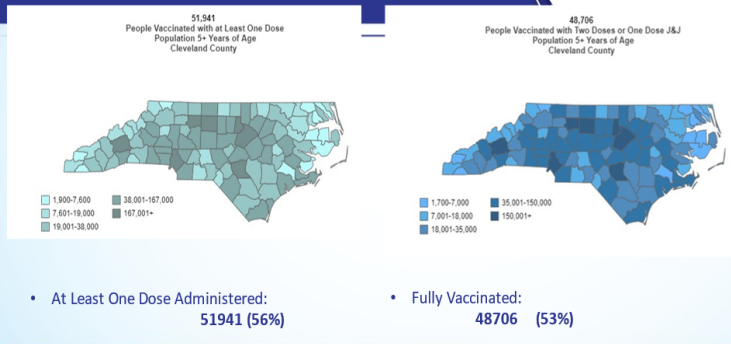 51,941
People Vaccinated with at Least One Dose
Population 5+ Years of Age
Cleveland County
1,900-7,600
7,601-19,000
19,001-38,000
38,001-167,000
167,001+
• At Least One Dose Administered:
51941 (56%)
48,706
People Vaccinated with Two Doses or One Dose J&J
Population 5+ Years of Age
Cleveland County
1,700-7,000
7,001-18,000
18,001-35,000
35,001-150,000
150,001+
• Fully Vaccinated:
48706 (53%)